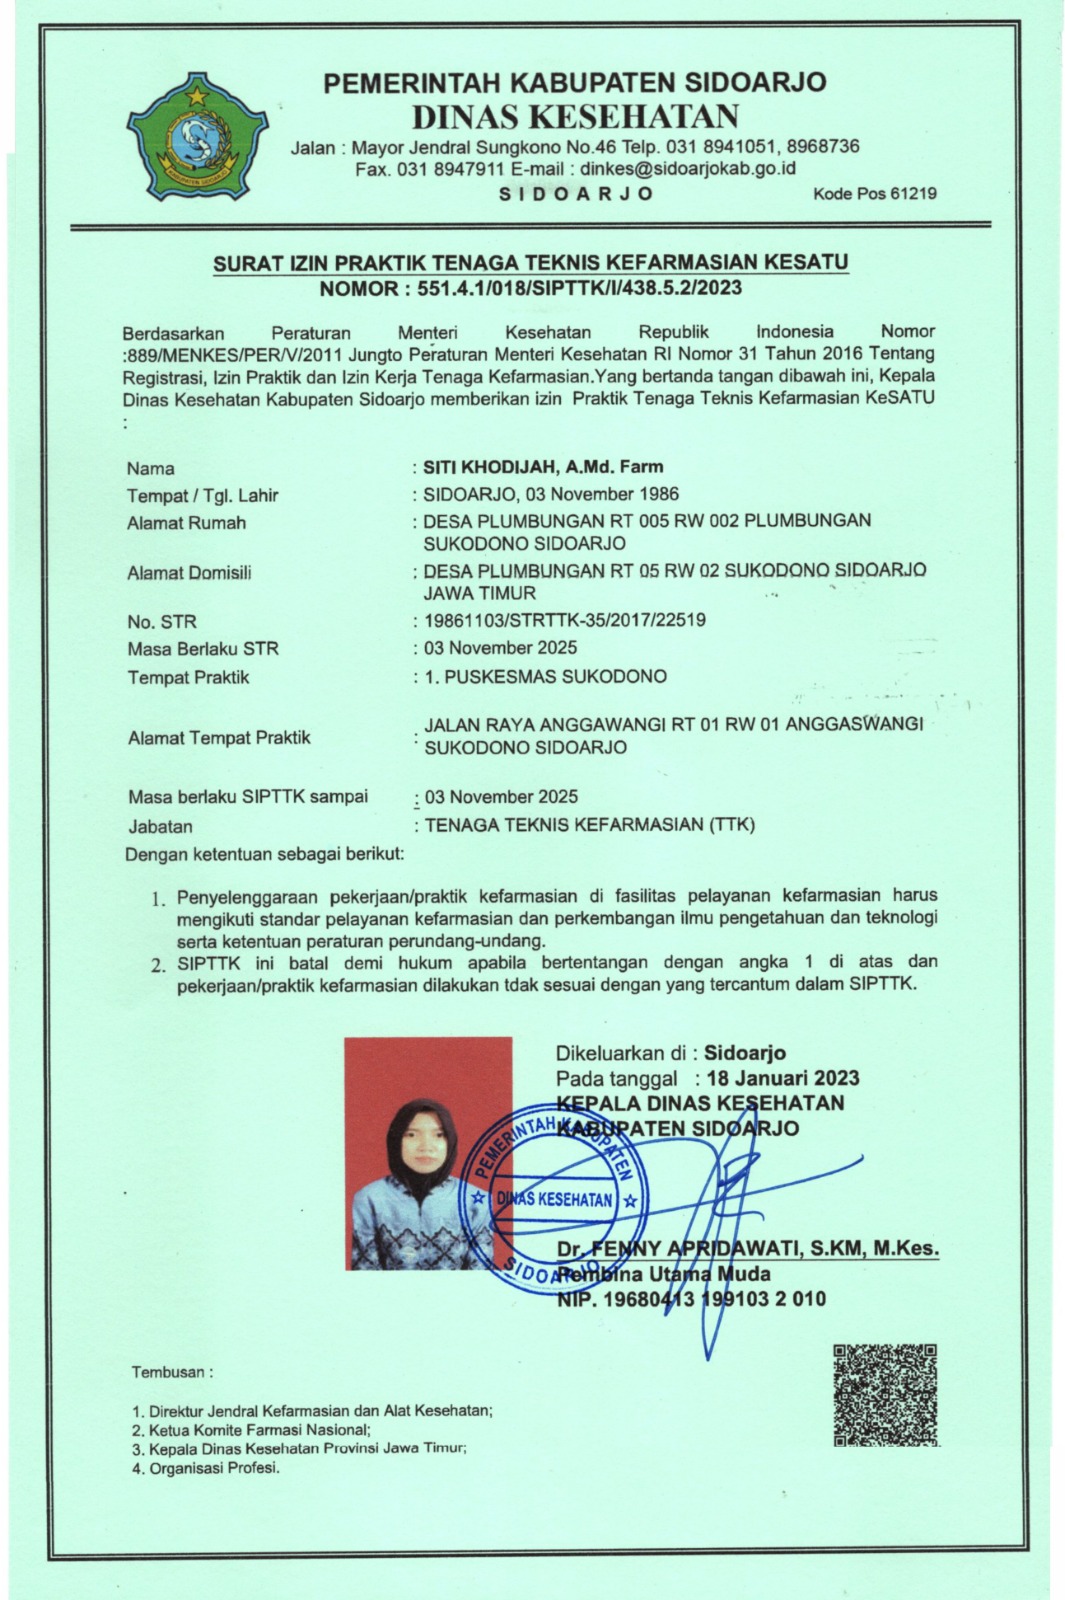 PEMERINTAH KABUPATEN SIDOARJO
DINAS KESEHATAN
Jalan : Mayor Jendral Sungkono No.46 Telp. 031 8941051, 8968736
Fax. 031 8947911 E-mail : dinkes@sidoarjokab.go.id
S I D O A R J O
Kode Pos 61219
KABUPATEN SIDOARJO
SURAT IZIN PRAKTIK TENAGA TEKNIS KEFARMASIAN KESATU
NOMOR : 551.4.1/018/SIPTTK/I/438.5.2/2023
Berdasarkan Peraturan Menteri Kesehatan Republik Indonesia Nomor
:889/MENKES/PER/V/2011 Jungto Peraturan Menteri Kesehatan RI Nomor 31 Tahun 2016 Tentang
Registrasi, Izin Praktik dan Izin Kerja Tenaga Kefarmasian.Yang bertanda tangan dibawah ini, Kepala
Dinas Kesehatan Kabupaten Sidoarjo memberikan izin Praktik Tenaga Teknis Kefarmasian KeSATU
:
Nama : SITI KHODIJAH, A.Md. Farm
Tempat / Tgl. Lahir : SIDOARJO, 03 November 1986
Alamat Rumah : DESA PLUMBUNGAN RT 005 RW 002 PLUMBUNGAN
SUKODONO SIDOARJO
Alamat Domisili : DESA PLUMBUNGAN RT 05 RW 02 SUKODONO SIDOARJO
JAWA TIMUR
No. STR : 19861103/STRTTK-35/2017/22519
Masa Berlaku STR : 03 November 2025
Tempat Praktik : 1. PUSKESMAS SUKODONO
Alamat Tempat Praktik : JALAN RAYA ANGGAWANGI RT 01 RW 01 ANGGASWANGI
SUKODONO SIDOARJO
Masa berlaku SIPTTK sampai : 03 November 2025
Jabatan : TENAGA TEKNIS KEFARMASIAN (TTK)
Dengan ketentuan sebagai berikut:
1. Penyelenggaraan pekerjaan/praktik kefarmasian di fasilitas pelayanan kefarmasian harus
mengikuti standar pelayanan kefarmasian dan perkembangan ilmu pengetahuan dan teknologi
serta ketentuan peraturan perundang-undang.
2. SIPTTK ini batal demi hukum apabila bertentangan dengan angka 1 di atas dan
pekerjaan/praktik kefarmasian dilakukan tdak sesuai dengan yang tercantum dalam SIPTTK.
Dikeluarkan di : Sidoarjo
Pada tanggal : 18 Januari 2023
KEPALA DINAS KESEHATAN
KABUPATEN SIDOARJO
PEMERINTAH KABUPATEN
DINAS KESEHATAN
SIDOARJO
Dr. FENNY APRIDAWATI, S.KM, M.Kes.
Pembina Utama Muda
NIP. 19680413 199103 2 010
Tembusan :
1. Direktur Jendral Kefarmasian dan Alat Kesehatan;
2. Ketua Komite Farmasi Nasional;
3. Kepala Dinas Kesehatan Provinsi Jawa Timur;
4. Organisasi Profesi.